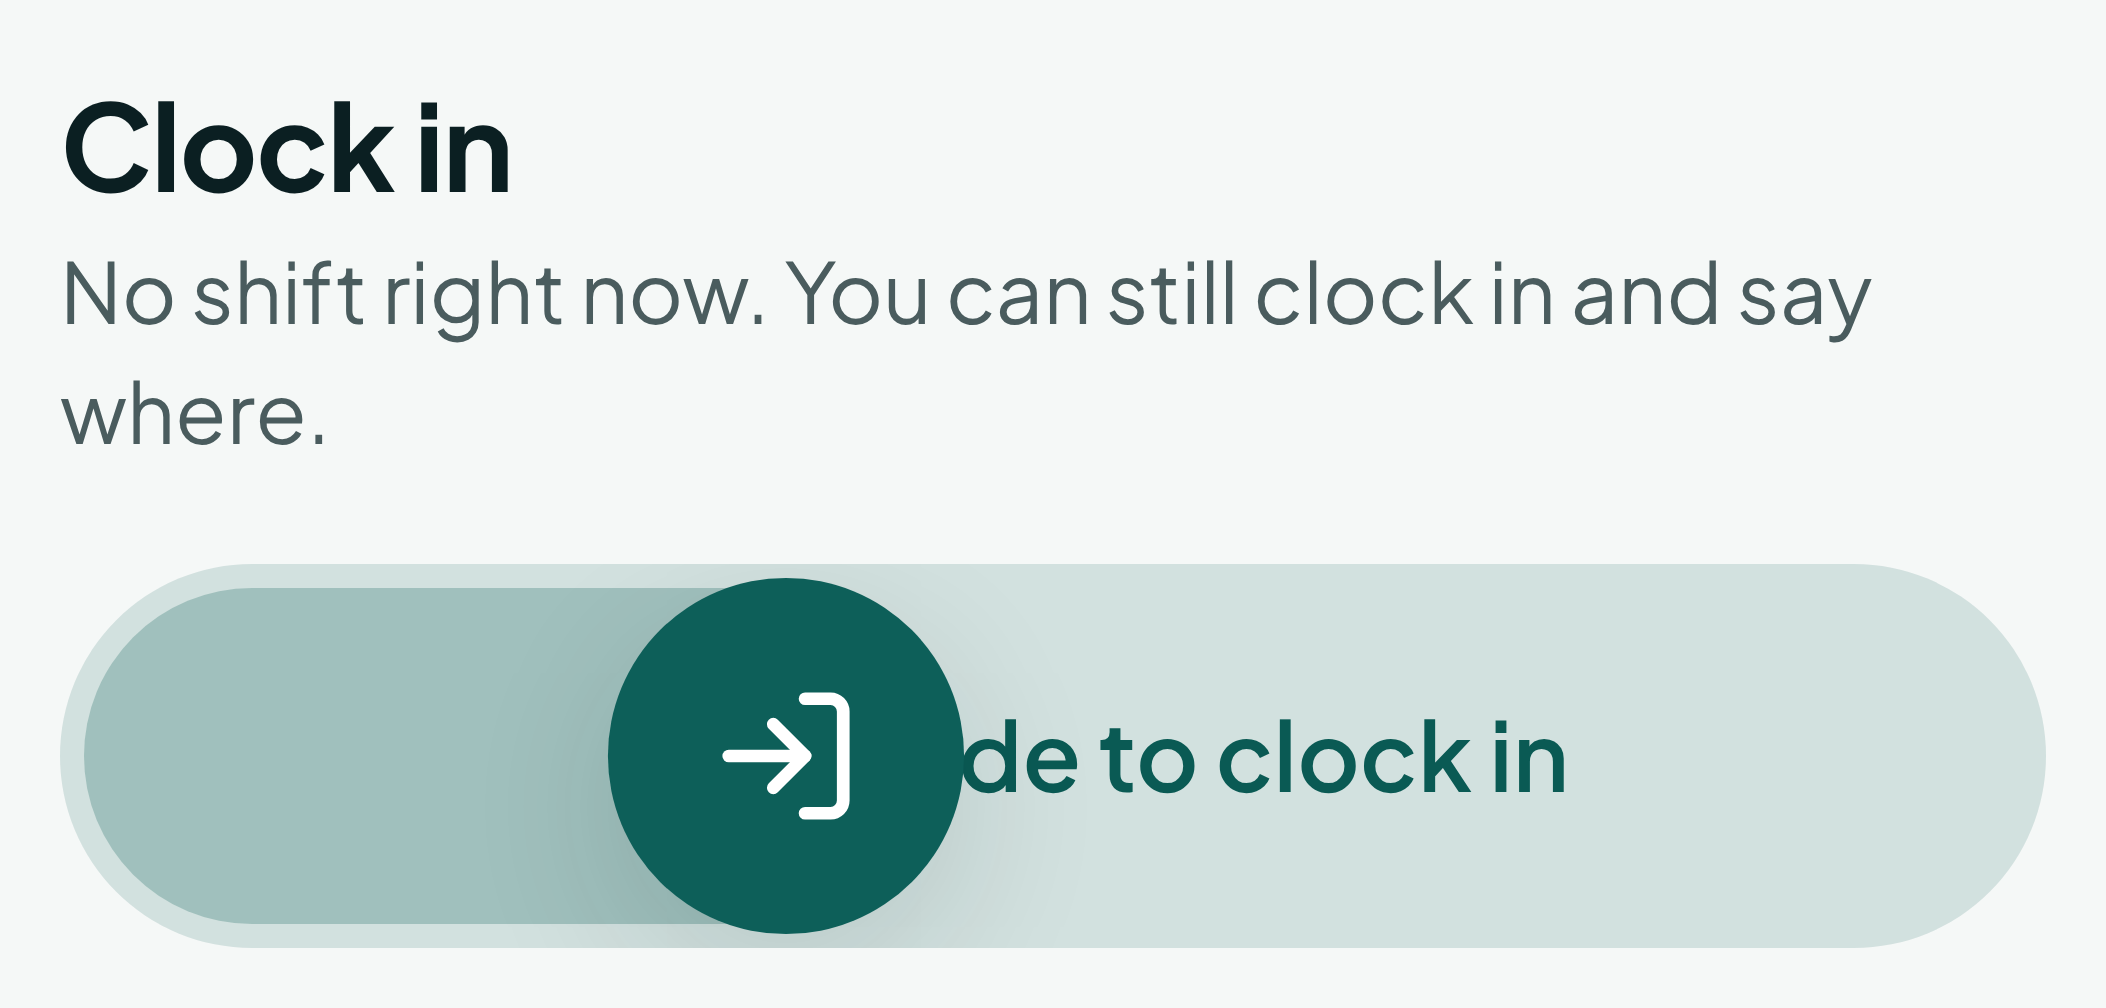 Clock in
No shift right now. You can still clock in and say
where.
de to clock in